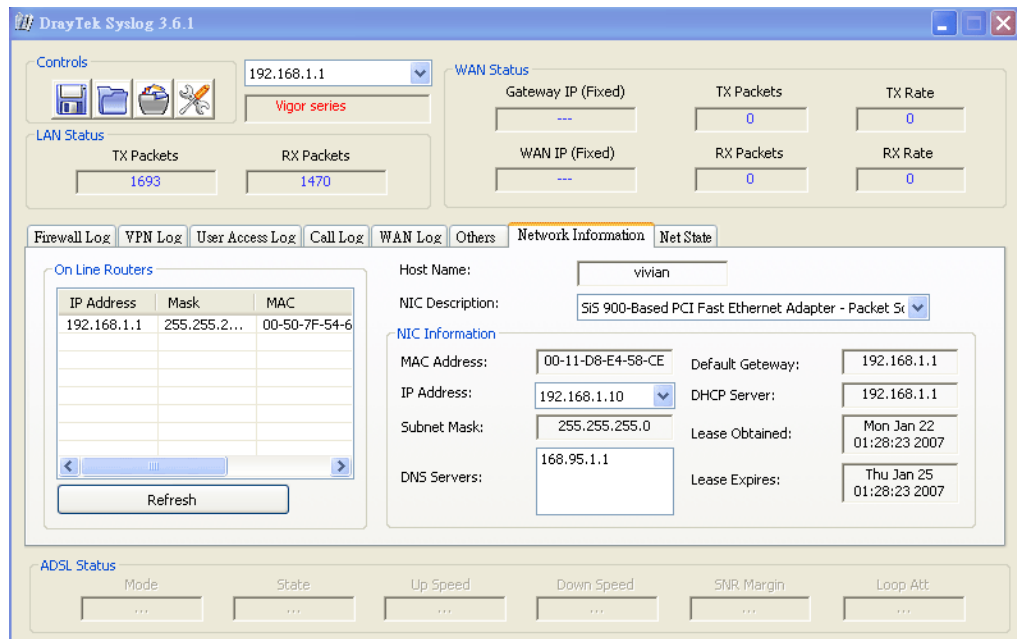 DrayTek Syslog 3.6.1
Controls
192.168.1.1
Vigor series
WAN Status
Gateway IP (Fixed) TX Packets TX Rate
--- 0 0
WAN IP (Fixed) RX Packets RX Rate
--- 0 0
LAN Status
TX Packets RX Packets
1693 1470
Firewall Log VPN Log User Access Log Call Log WAN Log Others Network Information Net State
On Line Routers
IP Address Mask MAC
192.168.1.1 255.255.2... 00-50-7F-54-6
Refresh
Host Name: vivian
NIC Description: SiS 900-Based PCI Fast Ethernet Adapter - Packet Sc
NIC Information
MAC Address: 00-11-D8-E4-58-CE Default Geteway: 192.168.1.1
IP Address: 192.168.1.10 DHCP Server: 192.168.1.1
Subnet Mask: 255.255.255.0 Lease Obtained: Mon Jan 22
01:28:23 2007
DNS Servers: 168.95.1.1 Lease Expires: Thu Jan 25
01:28:23 2007
ADSL Status
Mode State Up Speed Down Speed SNR Margin Loop Att
... ... ... ... ... ...